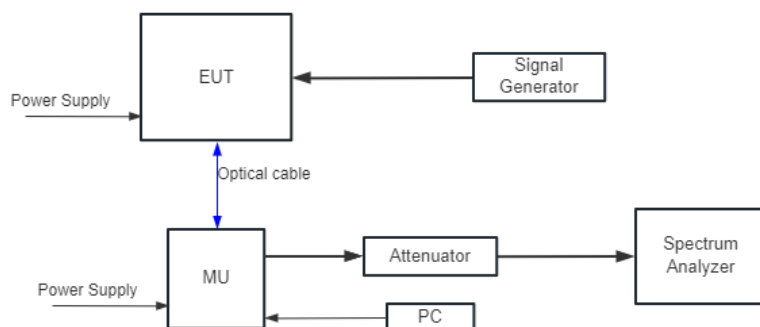 EUT
Signal
Generator
Power Supply
Optical cable
MU
Attenuator
Spectrum
Analyzer
Power Supply
PC